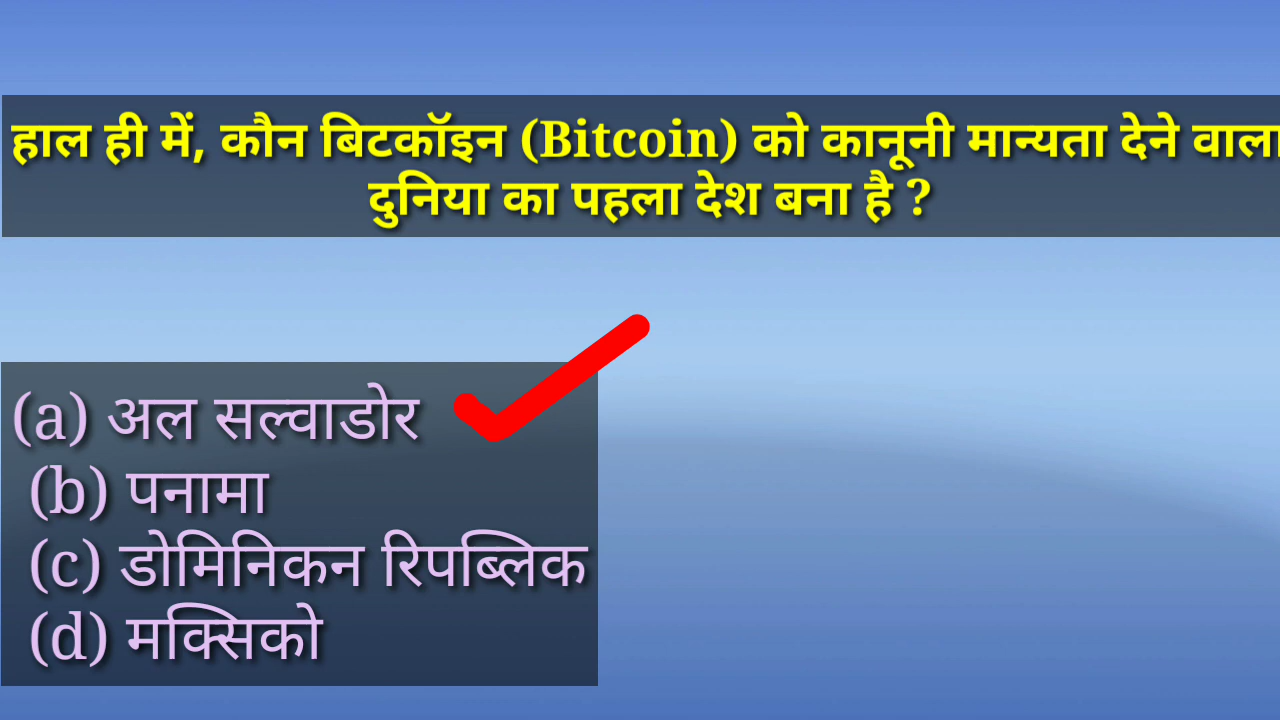 हाल ही में, कौन बिटकॉइन (Bitcoin) को कानूनी मान्यता देने वाला
दुनिया का पहला देश बना है ?
(a) अल सल्वाडोर
(b) पनामा
(c) डोमिनिकन रिपब्लिक
(d) मक्सिको